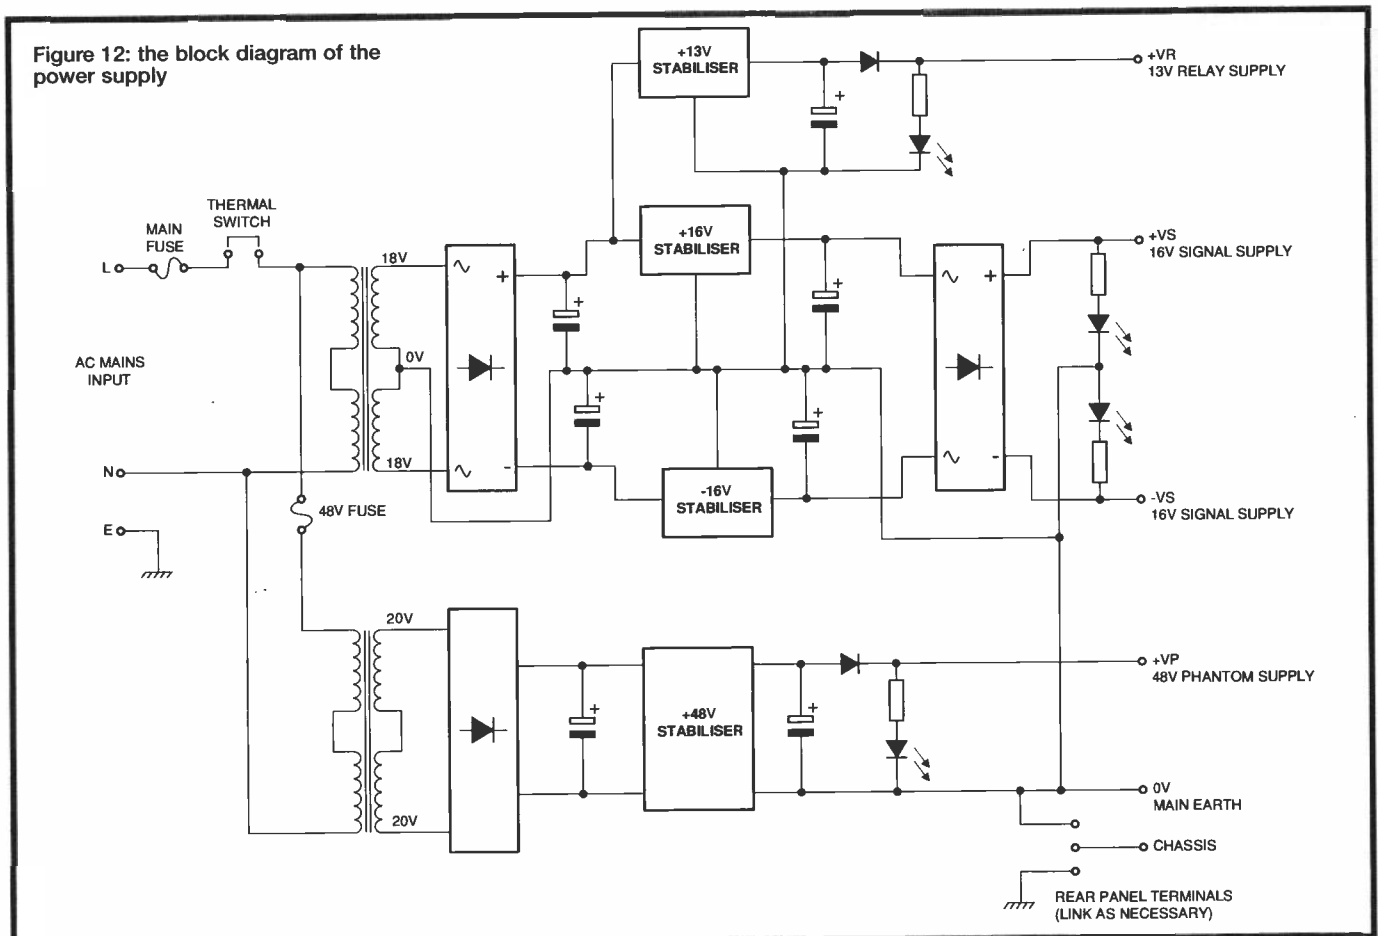 Figure 12: the block diagram of the
power supply
+13V
STABILISER
+
+VR
13V RELAY SUPPLY
THERMAL
SWITCH
MAIN
FUSE
L
18V
+
+
+16V
STABILISER
+
+
+VS
16V SIGNAL SUPPLY
AC MAINS
INPUT
0V
+
+
N
18V
-
-16V
STABILISER
-
-VS
16V SIGNAL SUPPLY
48V FUSE
E
20V
+
+48V
STABILISER
+
+VP
48V PHANTOM SUPPLY
20V
0V
MAIN EARTH
CHASSIS
REAR PANEL TERMINALS
(LINK AS NECESSARY)